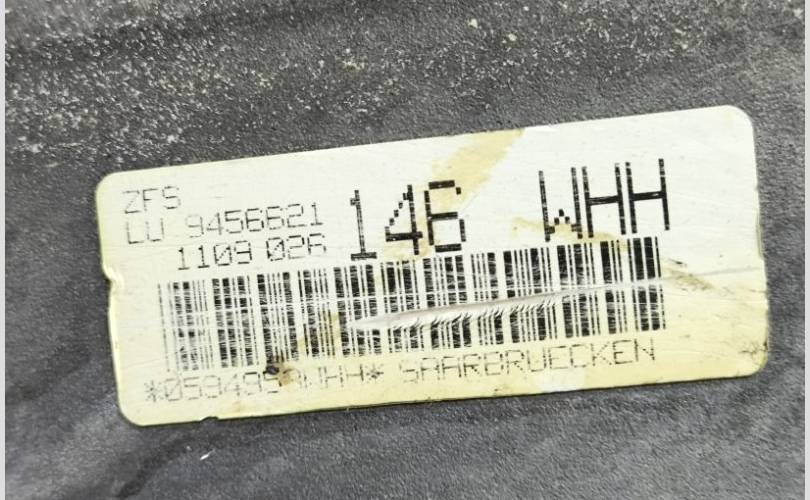 ZFS
LU 9456621
1109 026
146 WHH
SAARBRUECKEN